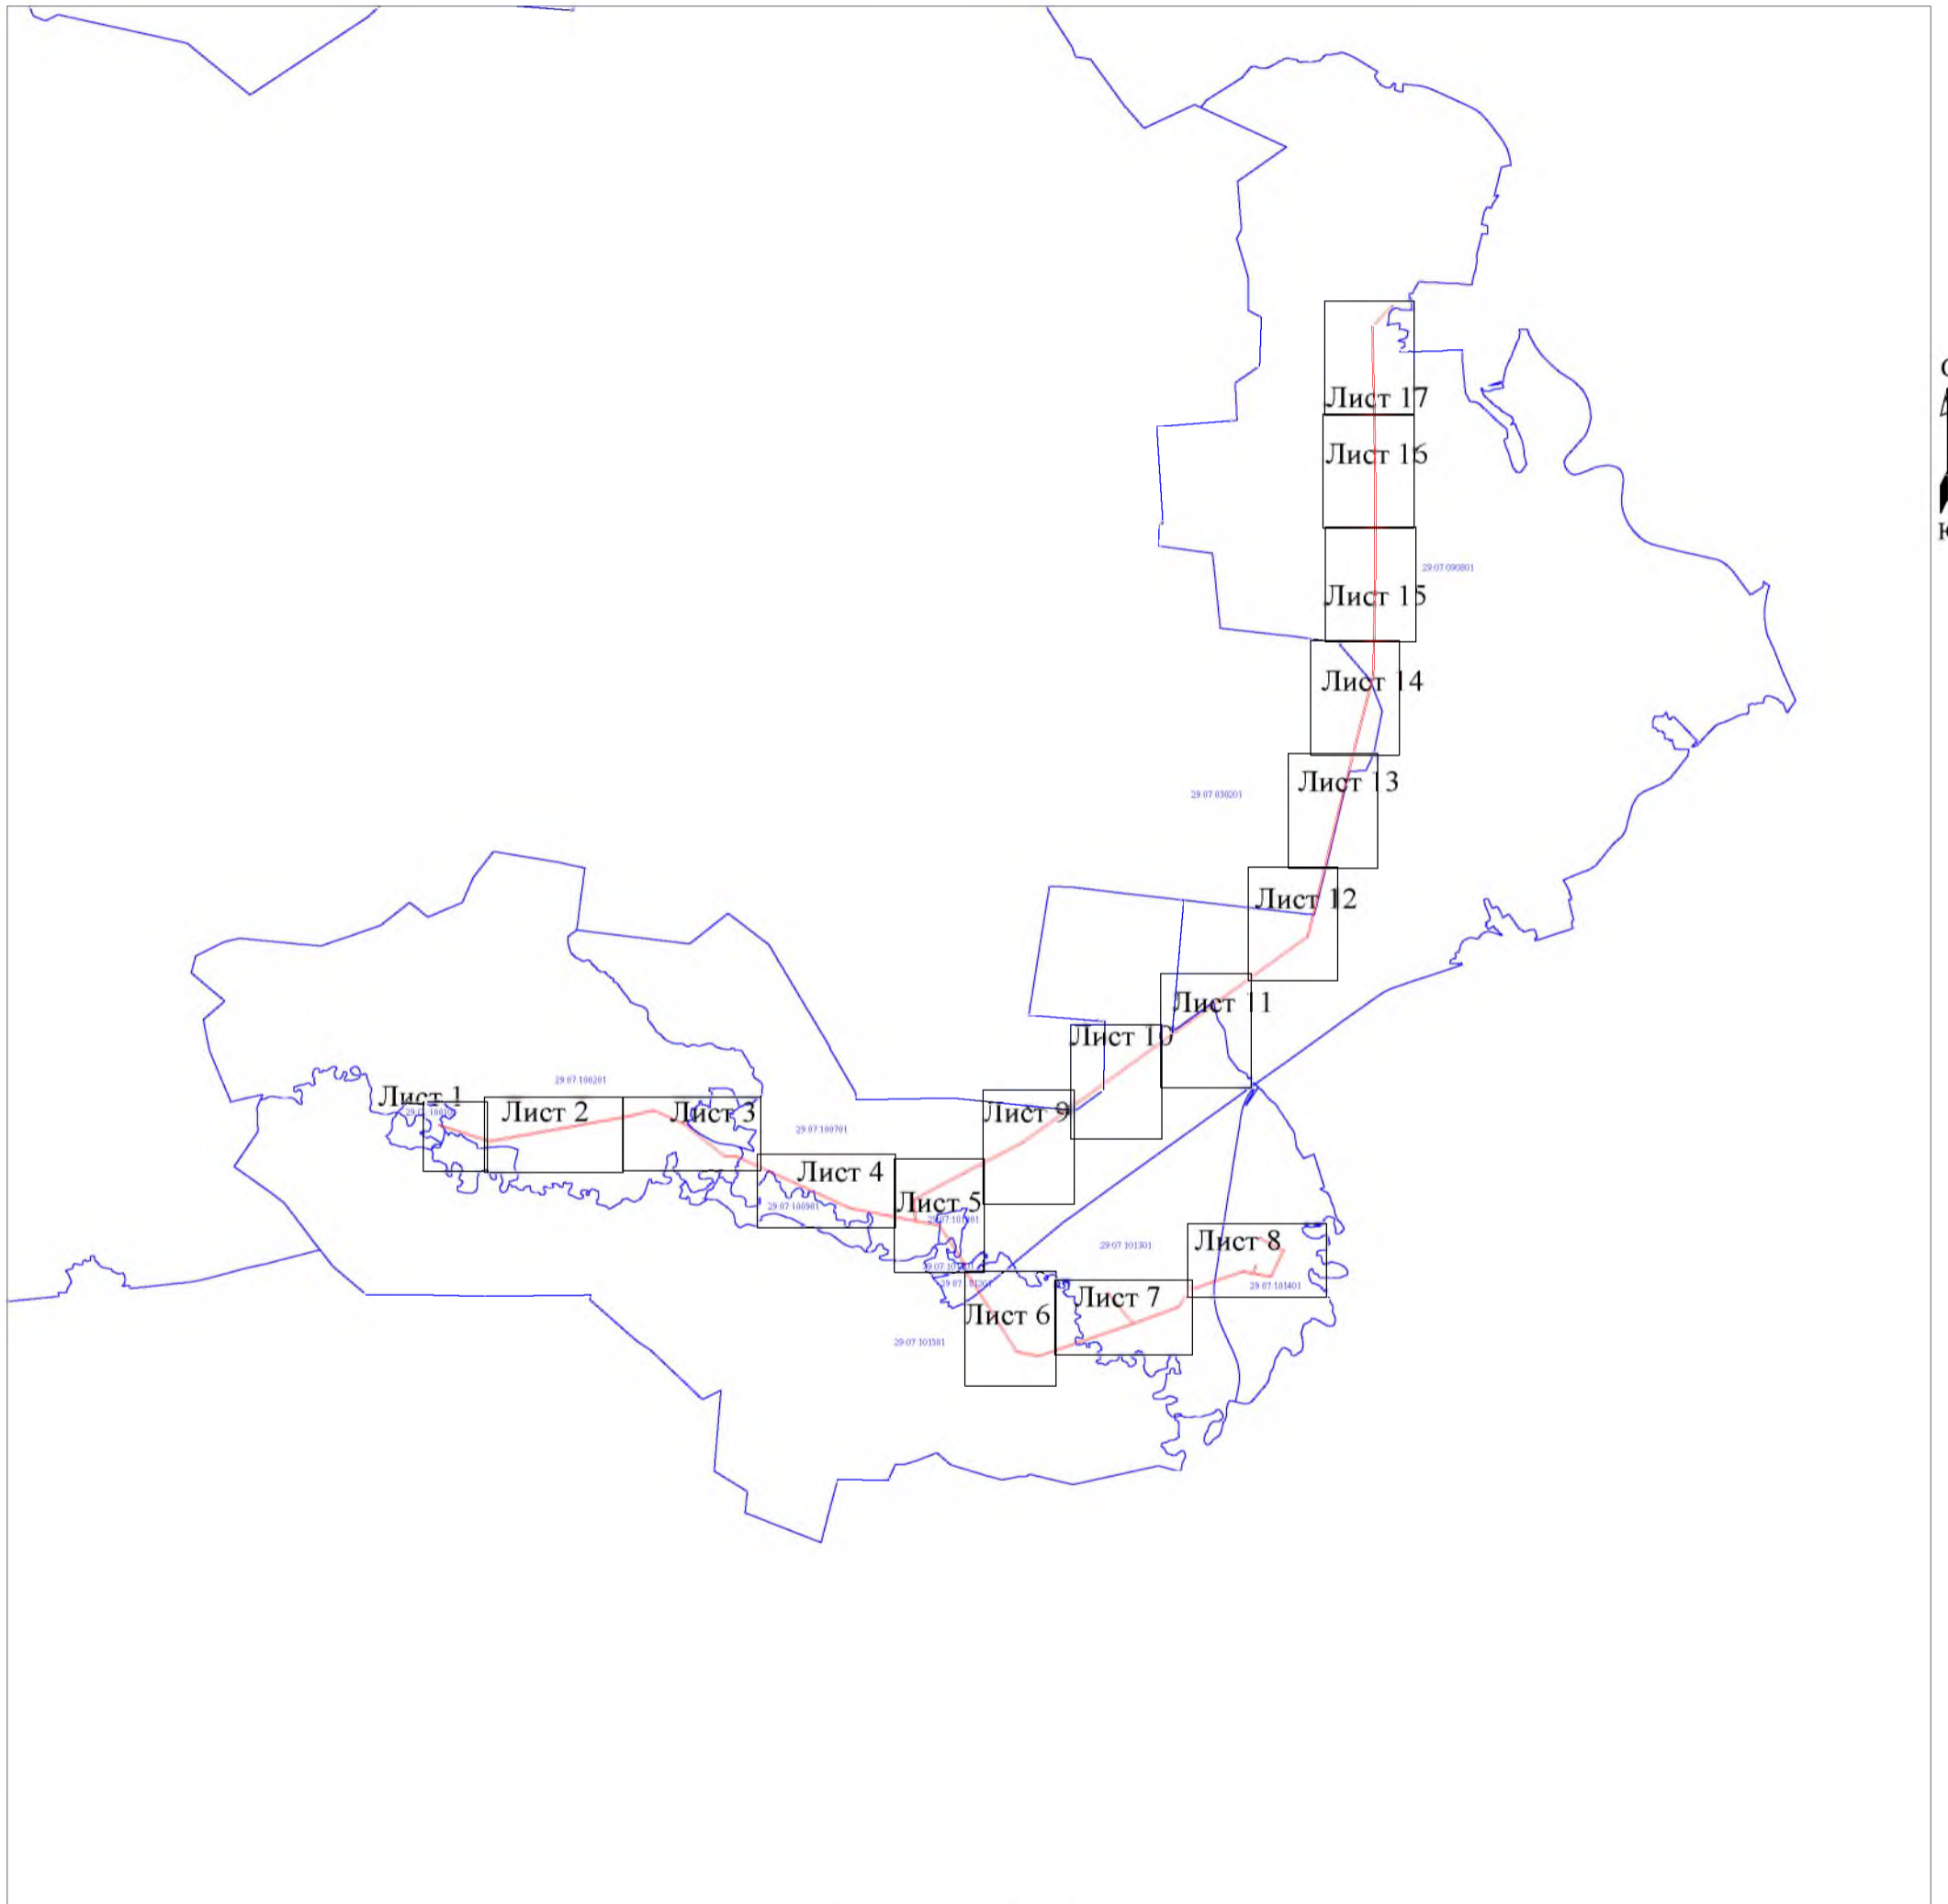 С
Лист 17
Лист 16
29:07:090801
Лист 15
Лист 14
Лист 13
29:07:030201
Лист 12
Лист 11
Лист 10
29:07:100201
Лист 1
Лист 2
Лист 3
Лист 9
29:07:100701
Лист 4
Лист 5
29:07:100901
29:07:101301
Лист 8
29:07:101401
Лист 7
Лист 6
29:07:101501